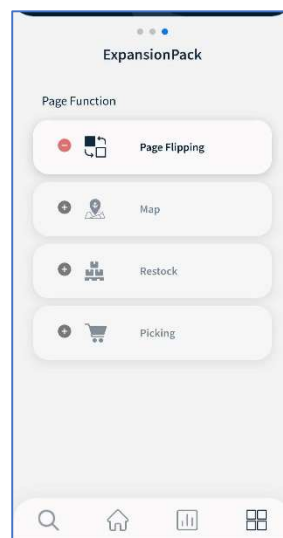 ExpansionPack
Page Function
Page Flipping
Map
Restock
Picking